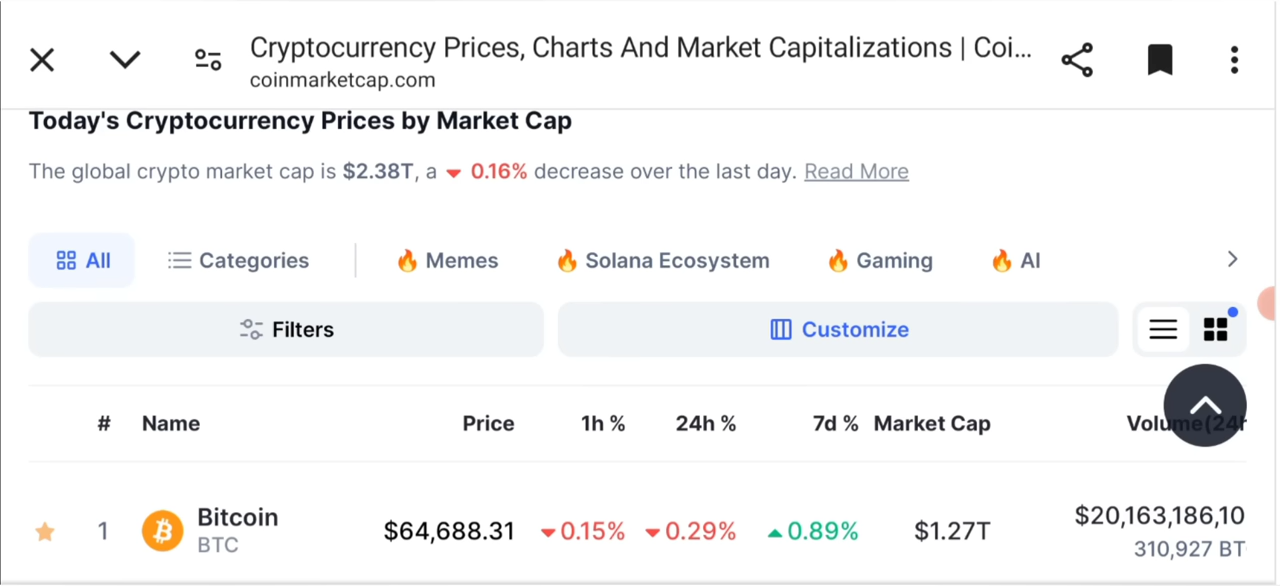 Cryptocurrency Prices, Charts And Market Capitalizations | Coi...
coinmarketcap.com
Today's Cryptocurrency Prices by Market Cap
The global crypto market cap is $2.38T, a 0.16% decrease over the last day. Read More
All Categories Memes Solana Ecosystem Gaming AI
Filters Customize
# Name Price 1h % 24h % 7d % Market Cap Volume(24h
1 Bitcoin BTC $64,688.31 0.15% 0.29% 0.89% $1.27T $20,163,186,10
310,927 BT